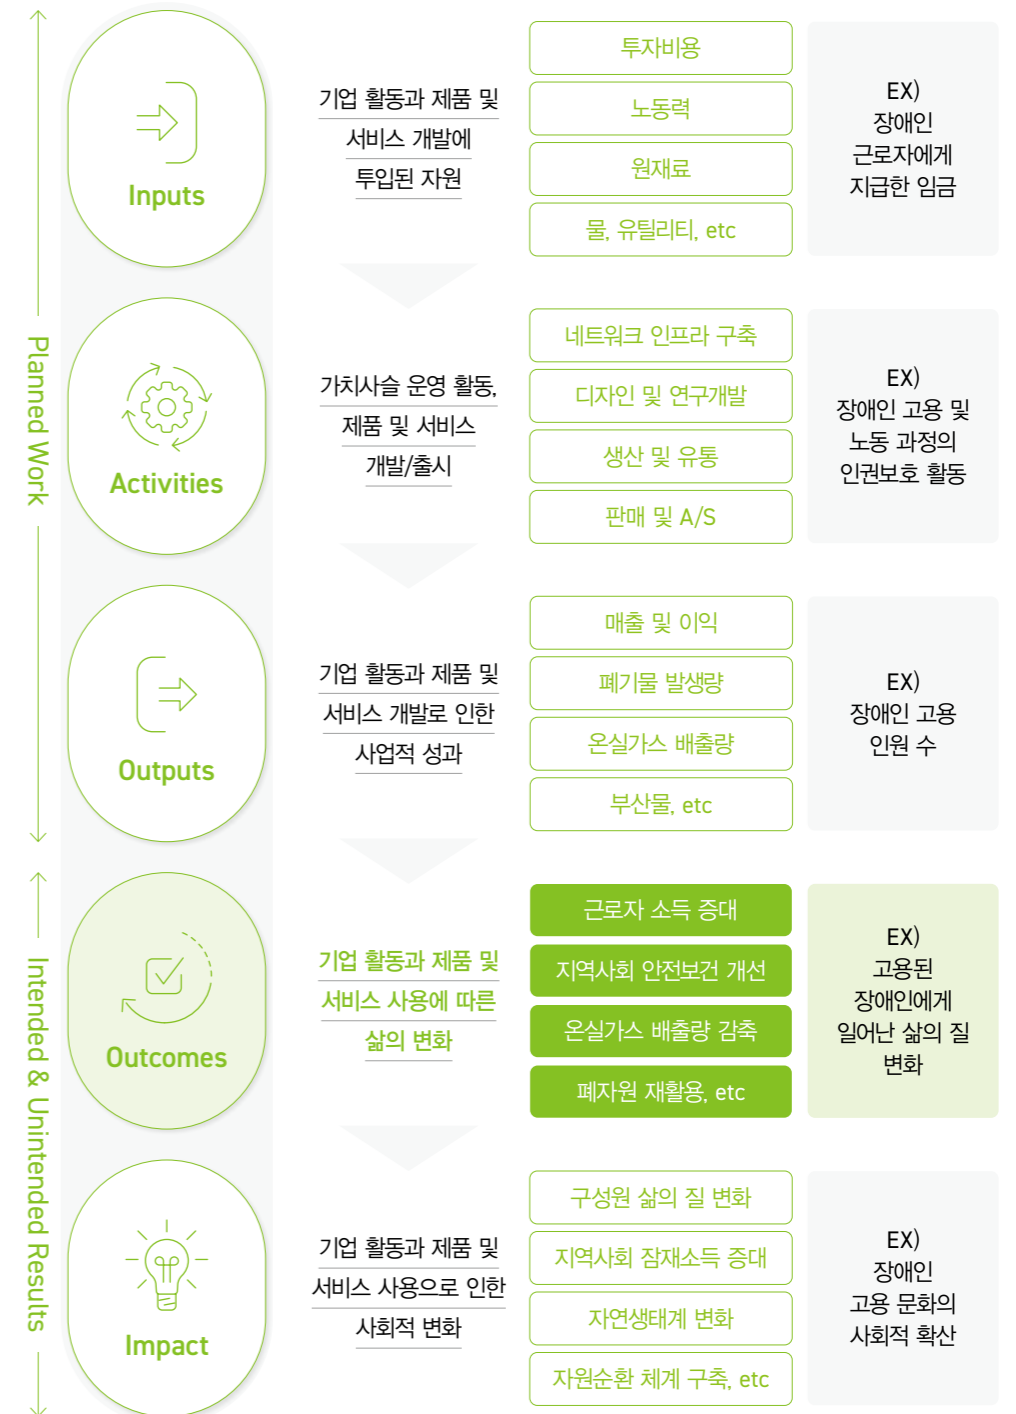 Planned Work
Inputs
기업 활동과 제품 및
서비스 개발에
투입된 자원
투자비용
노동력
원재료
물, 유틸리티, etc
EX)
장애인
근로자에게
지급한 임금
Activities
가치사슬 운영 활동,
제품 및 서비스
개발/출시
네트워크 인프라 구축
디자인 및 연구개발
생산 및 유통
판매 및 A/S
EX)
장애인 고용 및
노동 과정의
인권보호 활동
Outputs
기업 활동과 제품 및
서비스 개발로 인한
사업적 성과
매출 및 이익
폐기물 발생량
온실가스 배출량
부산물, etc
EX)
장애인 고용
인원 수
Intended & Unintended Results
Outcomes
기업 활동과 제품 및
서비스 사용에 따른
삶의 변화
근로자 소득 증대
지역사회 안전보건 개선
온실가스 배출량 감축
폐자원 재활용, etc
EX)
고용된
장애인에게
일어난 삶의 질
변화
Impact
기업 활동과 제품 및
서비스 사용으로 인한
사회적 변화
구성원 삶의 질 변화
지역사회 잠재소득 증대
자연생태계 변화
자원순환 체계 구축, etc
EX)
장애인
고용 문화의
사회적 확산